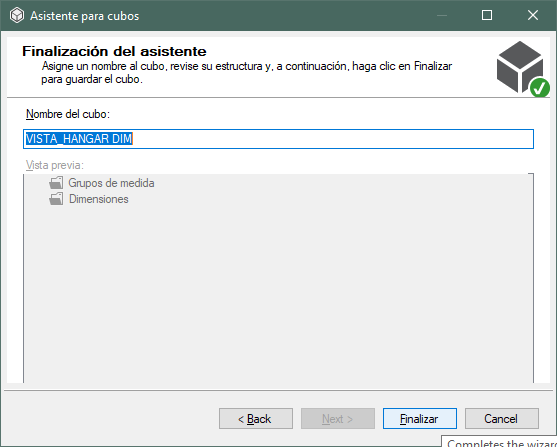 Asistente para cubos
Finalización del asistente
Asigne un nombre al cubo, revise su estructura y, a continuación, haga clic en Finalizar
para guardar el cubo.
Nombre del cubo:
VISTA_HANGAR DIM
Vista previa:
Grupos de medida
Dimensiones
< Back
Next >
Finalizar
Cancel
Completes the wizar